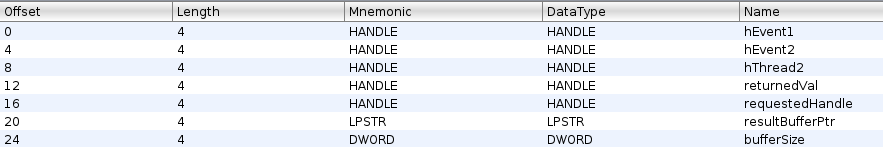 Offset Length Mnemonic DataType Name
0 4 HANDLE HANDLE hEvent1
4 4 HANDLE HANDLE hEvent2
8 4 HANDLE HANDLE hThread2
12 4 HANDLE HANDLE returnedVal
16 4 HANDLE HANDLE requestedHandle
20 4 LPSTR LPSTR resultBufferPtr
24 4 DWORD DWORD bufferSize